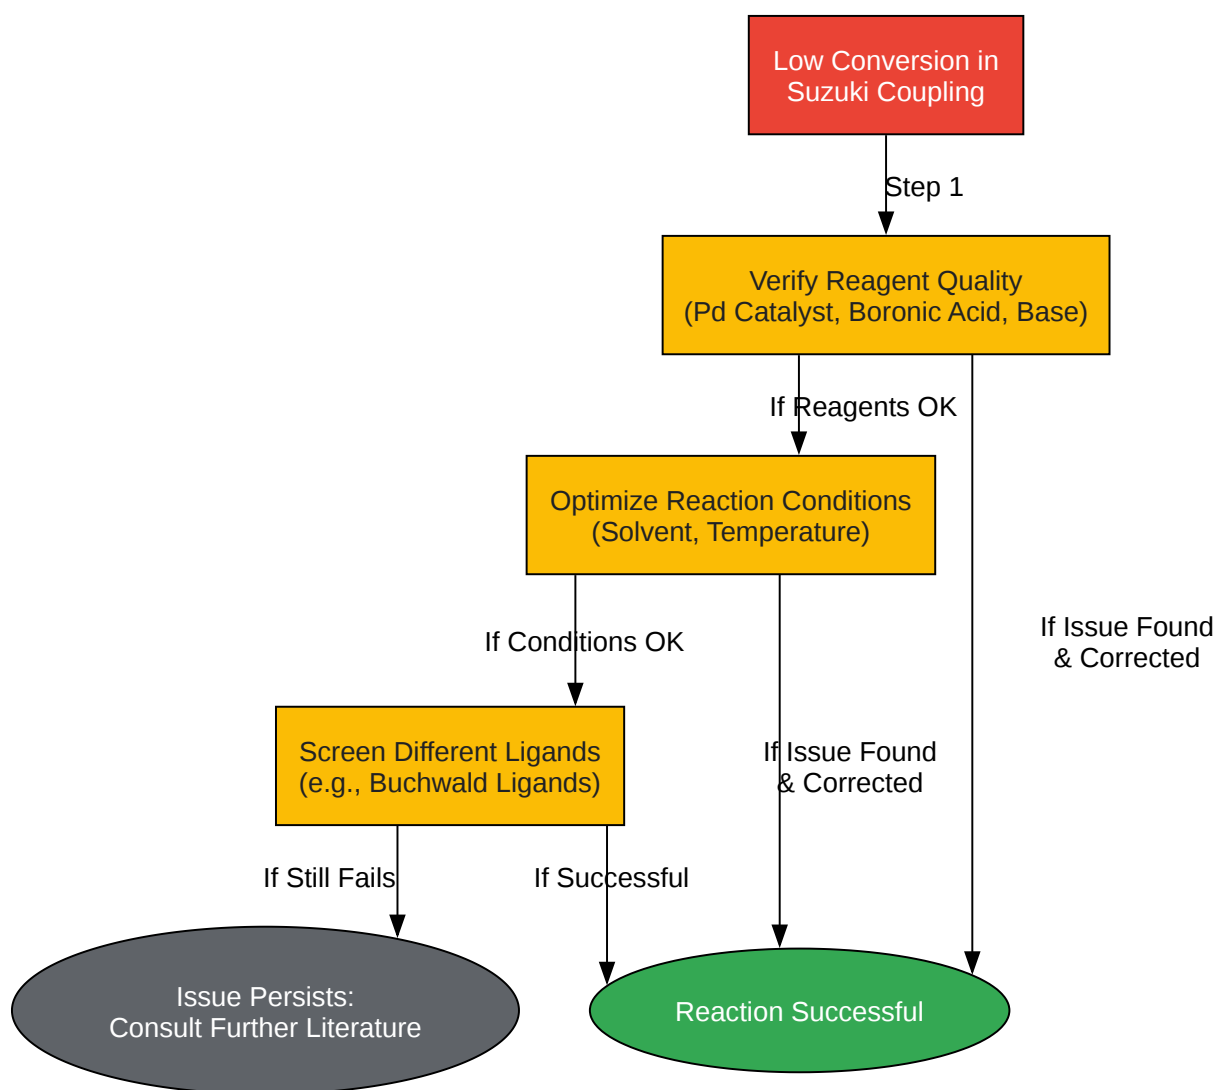 Low Conversion in
Suzuki Coupling
Step 1
Verify Reagent Quality
(Pd Catalyst, Boronic Acid, Base)
If Reagents OK
Optimize Reaction Conditions
(Solvent, Temperature)
If Conditions OK
If Issue Found
& Corrected
Screen Different Ligands
(e.g., Buchwald Ligands)
If Issue Found
& Corrected
If Still Fails
If Successful
Issue Persists:
Consult Further Literature
Reaction Successful